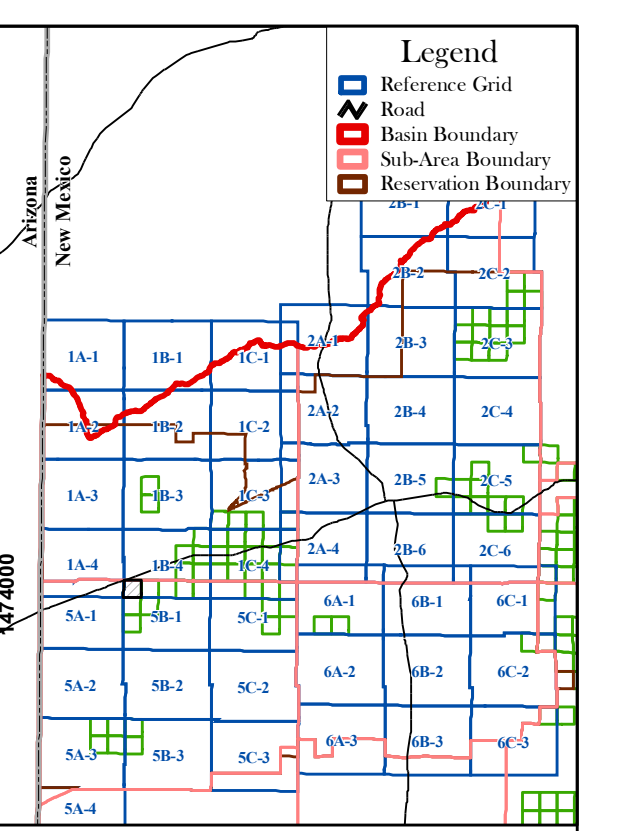 Legend
Reference Grid
Road
Basin Boundary
Sub-Area Boundary
Reservation Boundary
Arizona
New Mexico
1474000
2B-1 2C-1
2B-2 2C-2
2A-1 2B-3 2C-3
1A-1 1B-1 1C-1
2A-2 2B-4 2C-4
1A-2 1B-2 1C-2
2A-3 2B-5 2C-5
1A-3 1B-3 1C-3
2A-4 2B-6 2C-6
1A-4 1B-4 1C-4
6A-1 6B-1 6C-1
5A-1 5B-1 5C-1
6A-2 6B-2 6C-2
5A-2 5B-2 5C-2
6A-3 6B-3 6C-3
5A-3 5B-3 5C-3
5A-4